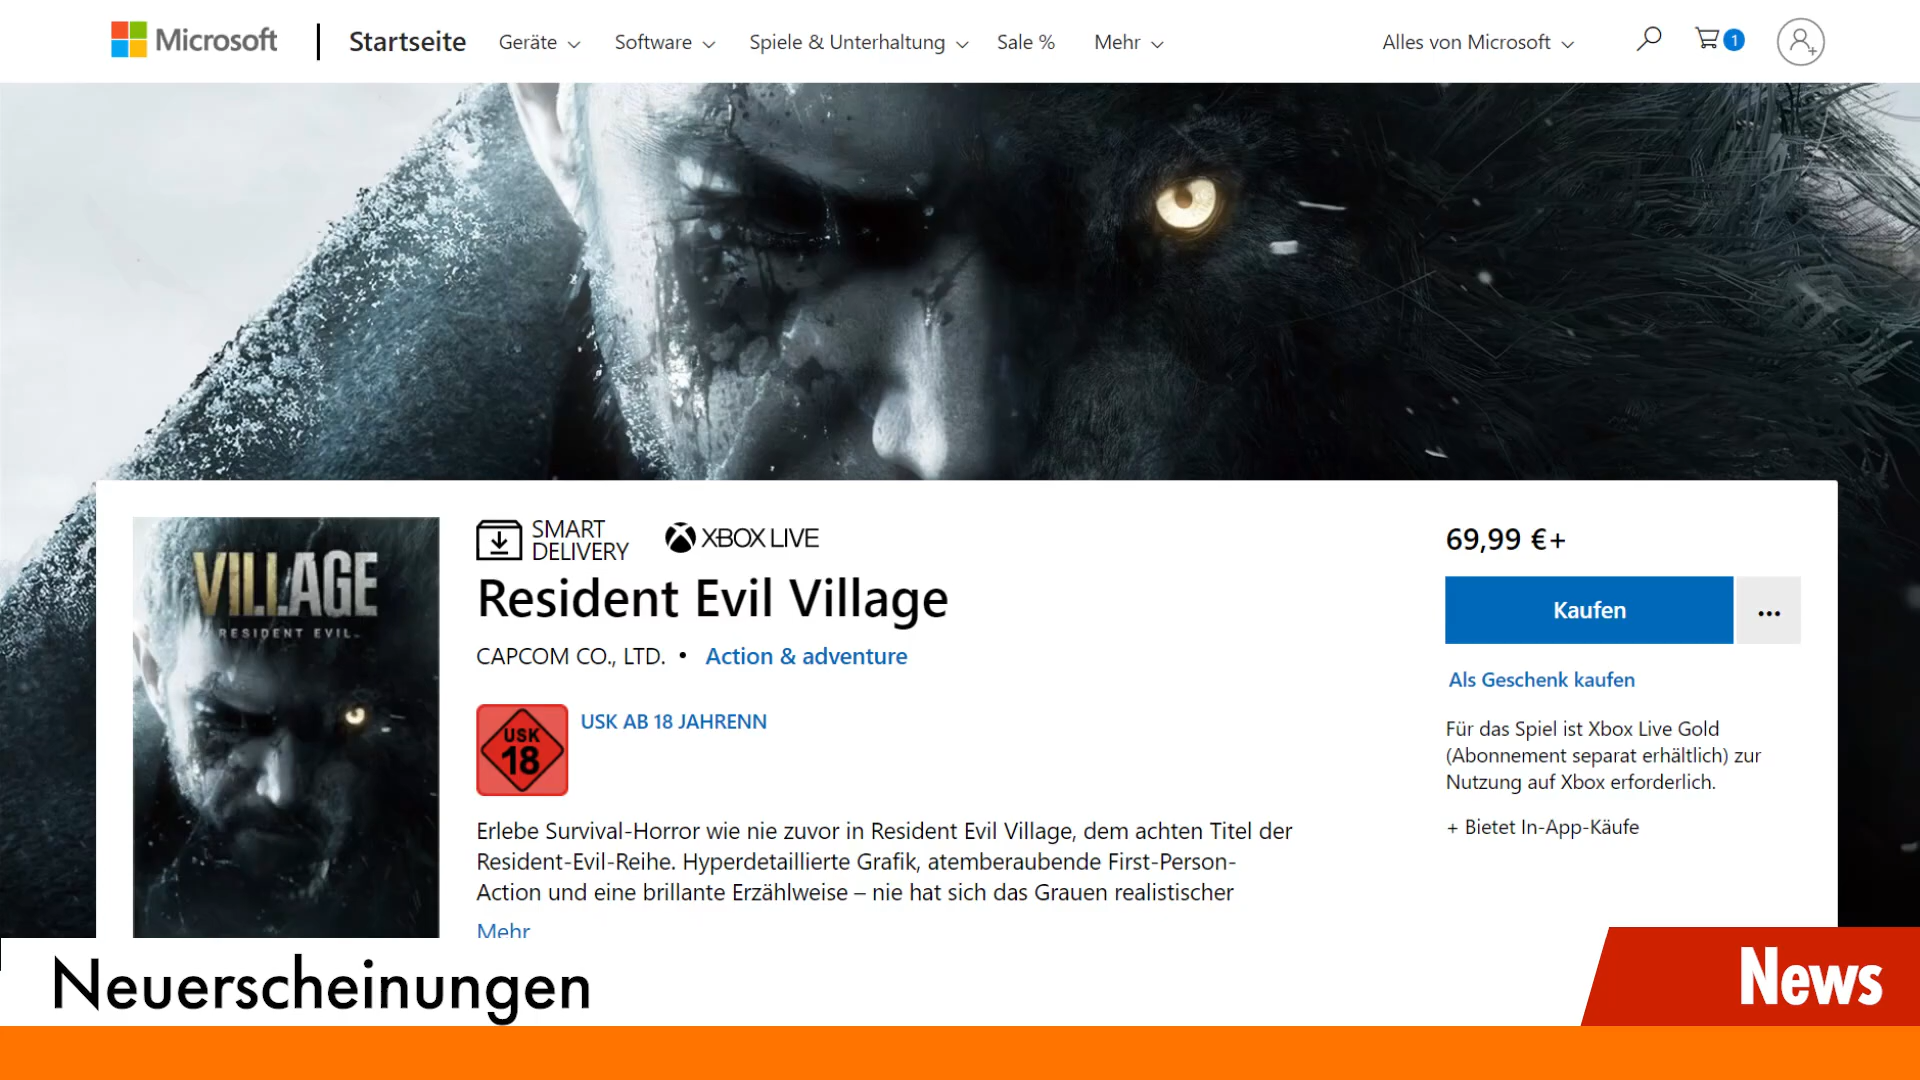 Microsoft
Startseite
Geräte
Software
Spiele & Unterhaltung
Sale %
Mehr
Alles von Microsoft
1
VILLAGE
RESIDENT EVIL
SMART
DELIVERY
XBOX LIVE
Resident Evil Village
CAPCOM CO., LTD. • Action & adventure
USK
18
USK AB 18 JAHRENN
Erlebe Survival-Horror wie nie zuvor in Resident Evil Village, dem achten Titel der
Resident-Evil-Reihe. Hyperdetaillierte Grafik, atemberaubende First-Person-
Action und eine brillante Erzählweise – nie hat sich das Grauen realistischer
Mehr
69,99 €+
Kaufen
...
Als Geschenk kaufen
Für das Spiel ist Xbox Live Gold
(Abonnement separat erhältlich) zur
Nutzung auf Xbox erforderlich.
+ Bietet In-App-Käufe
Neuerscheinungen
News